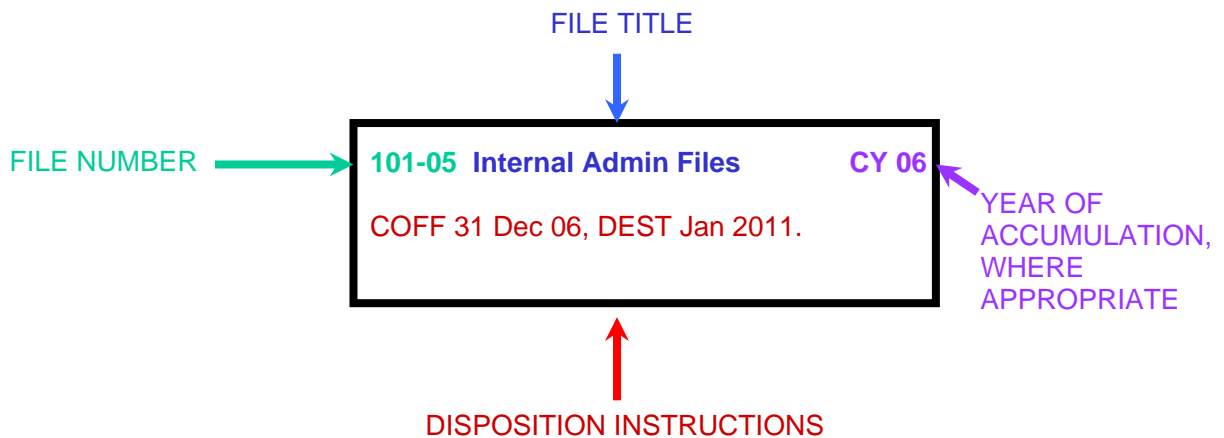 FILE TITLE
FILE NUMBER
101-05 Internal Admin Files CY 06
COFF 31 Dec 06, DEST Jan 2011.
YEAR OF
ACCUMULATION,
WHERE
APPROPRIATE
DISPOSITION INSTRUCTIONS